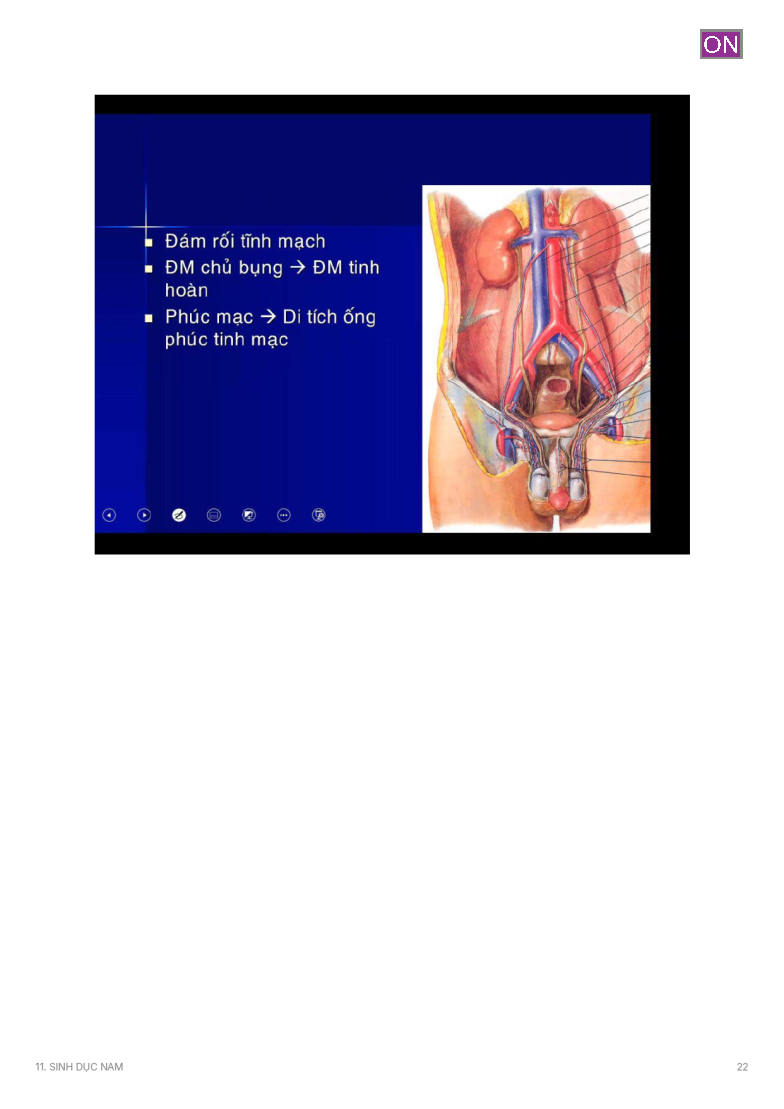 ON
Đám rối tĩnh mạch
ĐM chủ bụng → ĐM tinh
hoàn
Phúc mạc → Di tích ống
phúc tinh mạc
11. SINH DỤC NAM
22